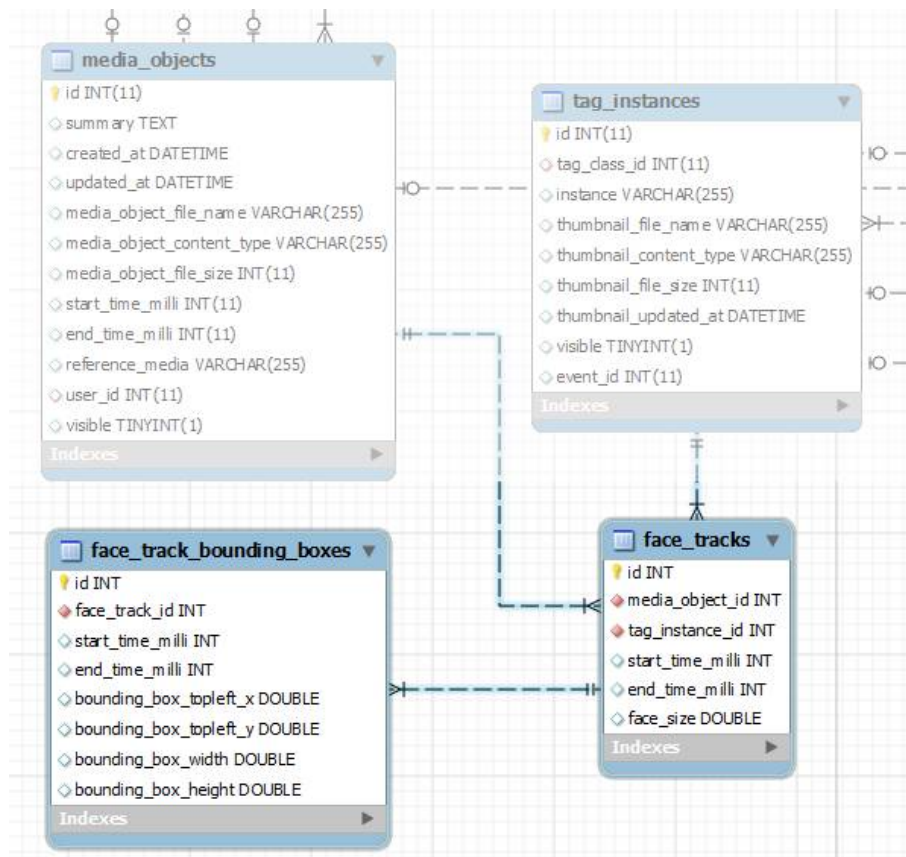 media_objects
id INT(11)
summary TEXT
created_at DATETIME
updated_at DATETIME
media_object_file_name VARCHAR(255)
media_object_content_type VARCHAR(255)
media_object_file_size INT(11)
start_time_milli INT(11)
end_time_milli INT(11)
reference_media VARCHAR(255)
user_id INT(11)
visible TINYINT(1)
Indexes
tag_instances
id INT(11)
tag_class_id INT(11)
instance VARCHAR(255)
thumbnail_file_name VARCHAR(255)
thumbnail_content_type VARCHAR(255)
thumbnail_file_size INT(11)
thumbnail_updated_at DATETIME
visible TINYINT(1)
event_id INT(11)
Indexes
face_track_bounding_boxes
id INT
face_track_id INT
start_time_milli INT
end_time_milli INT
bounding_box_topleft_x DOUBLE
bounding_box_topleft_y DOUBLE
bounding_box_width DOUBLE
bounding_box_height DOUBLE
Indexes
face_tracks
id INT
media_object_id INT
tag_instance_id INT
start_time_milli INT
end_time_milli INT
face_size DOUBLE
Indexes